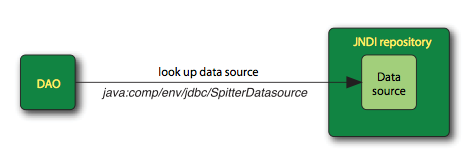 JNDI repository
DAO
look up data source
java:comp/env/jdbc/SpitterDatasource
Data
source